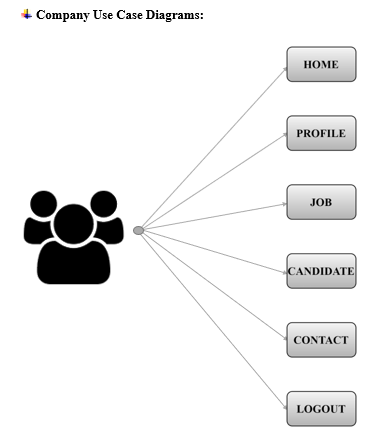 Company Use Case Diagrams:
HOME
PROFILE
JOB
CANDIDATE
CONTACT
LOGOUT